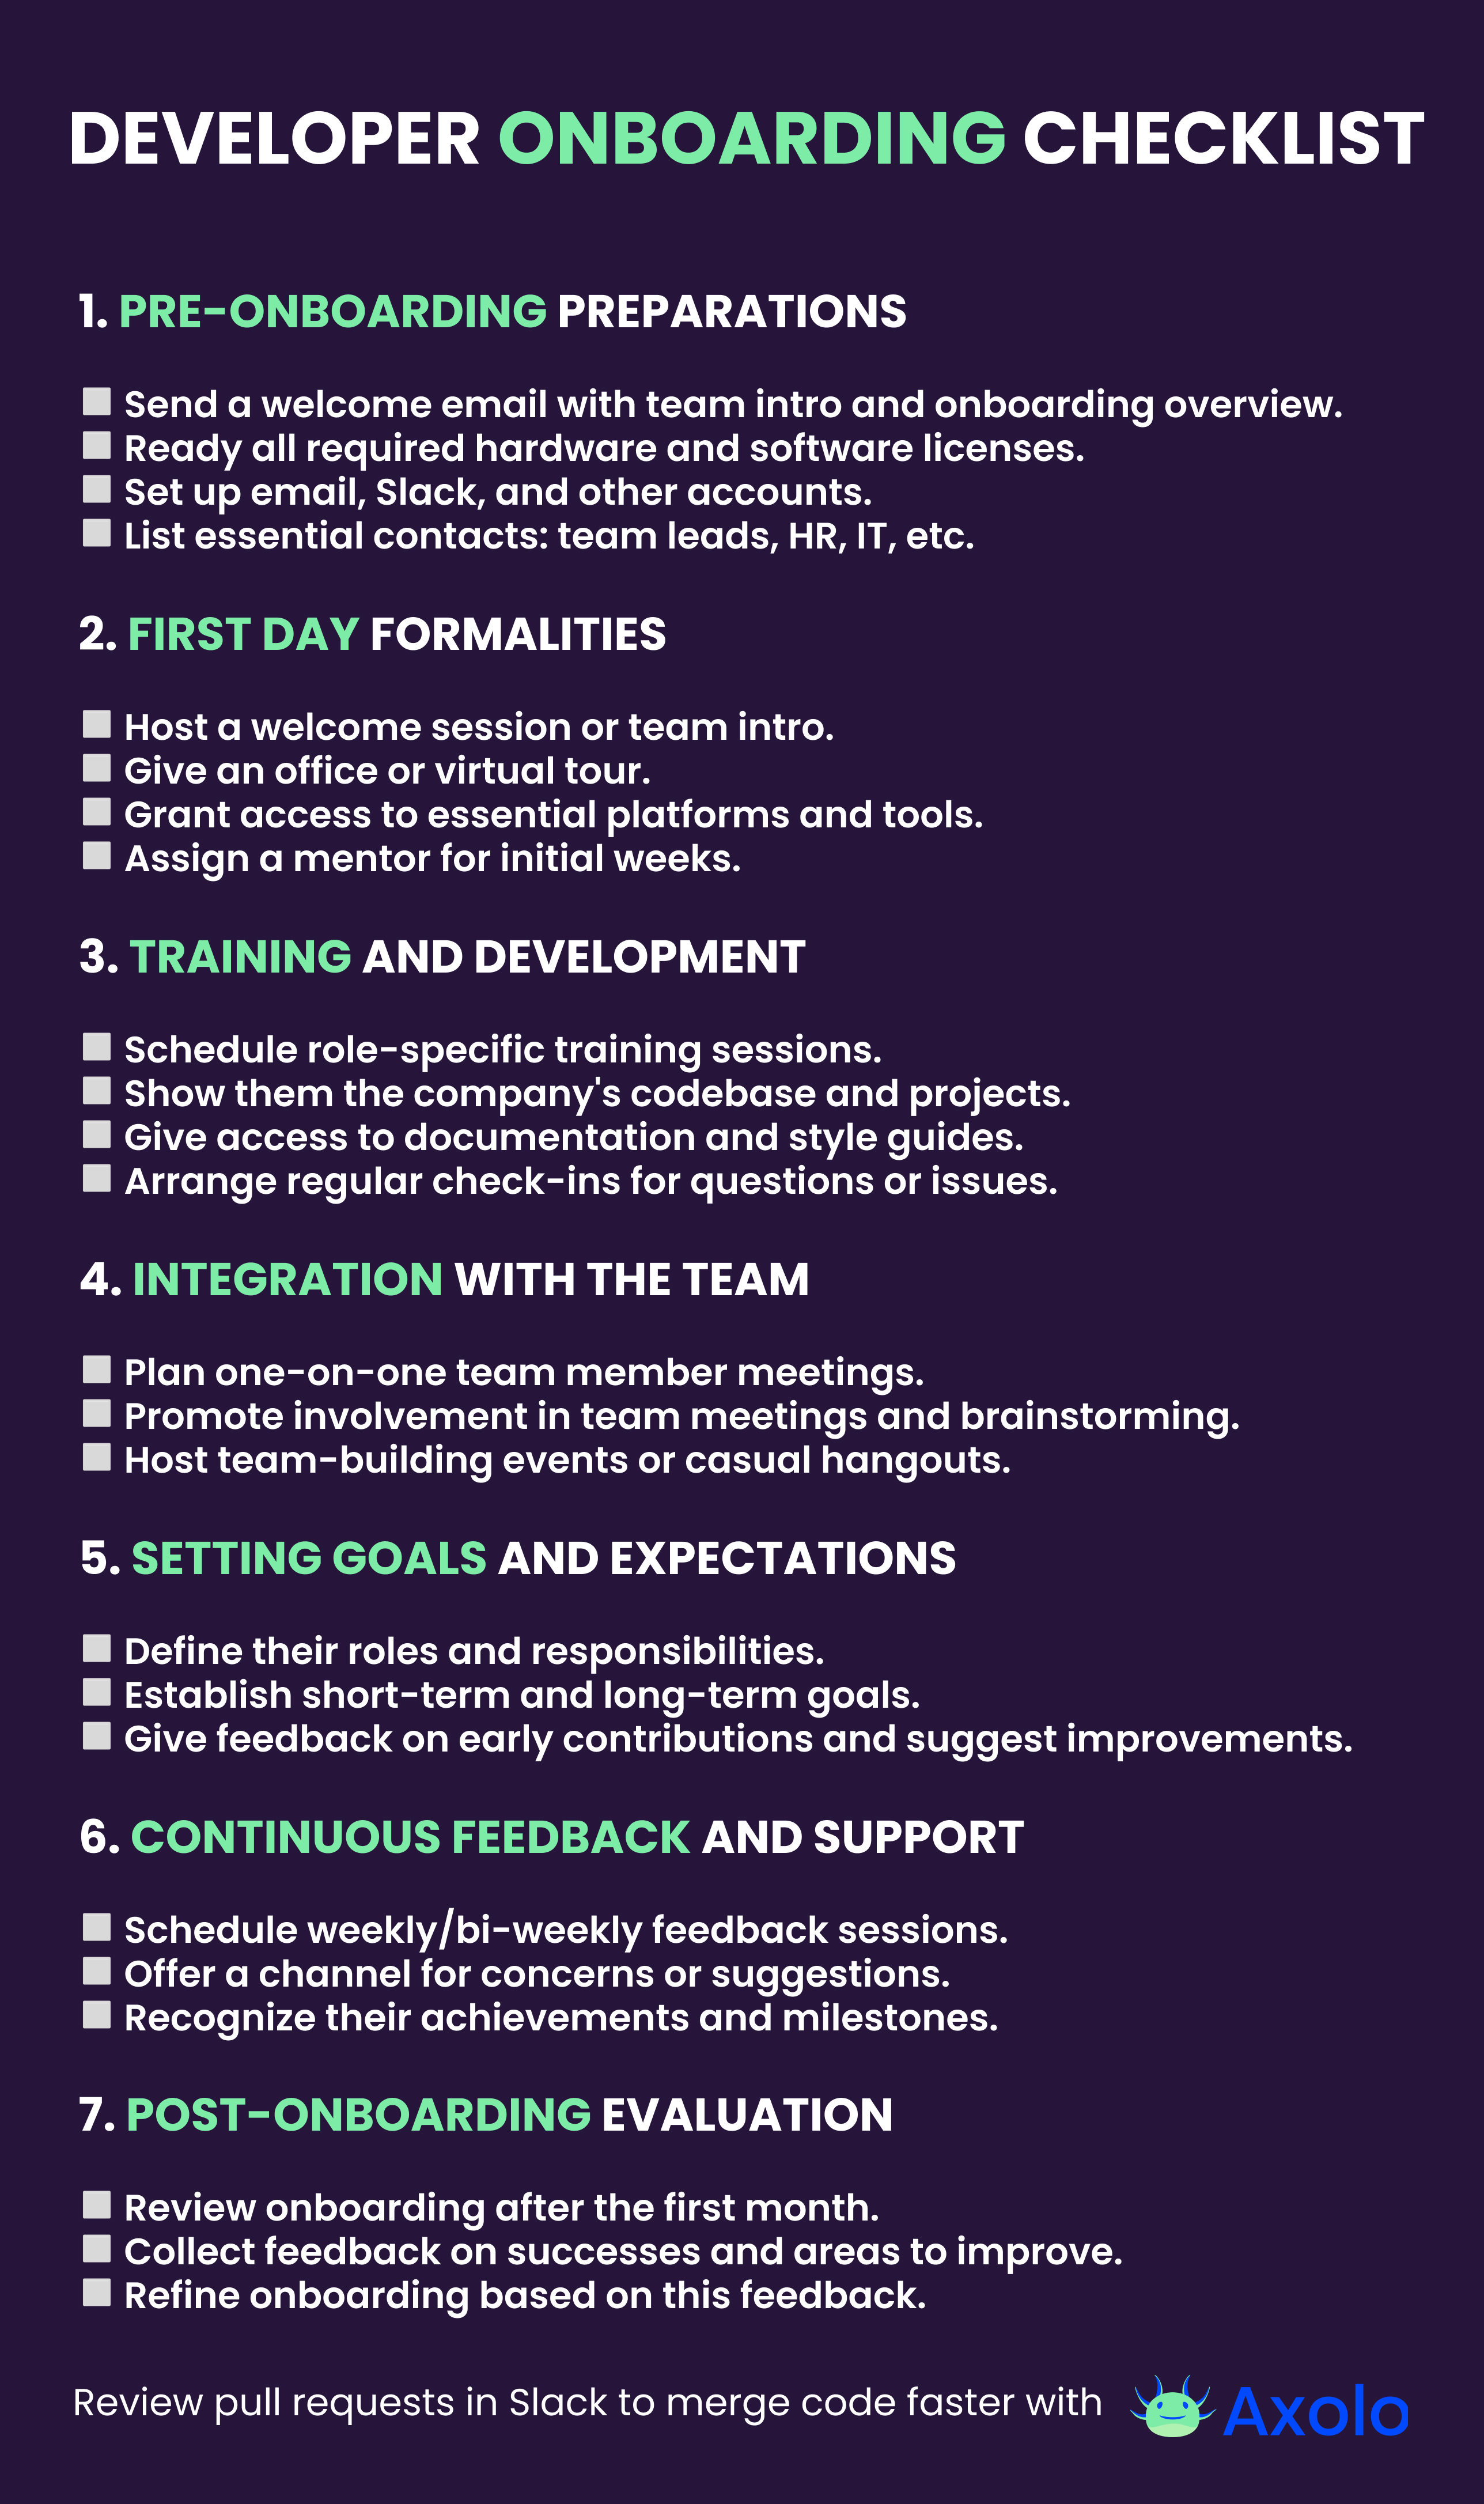 DEVELOPER ONBOARDING CHECKLIST
1. PRE-ONBOARDING PREPARATIONS
Send a welcome email with team intro and onboarding overview.
Ready all required hardware and software licenses.
Set up email, Slack, and other accounts.
List essential contacts: team leads, HR, IT, etc.
2. FIRST DAY FORMALITIES
Host a welcome session or team intro.
Give an office or virtual tour.
Grant access to essential platforms and tools.
Assign a mentor for initial weeks.
3. TRAINING AND DEVELOPMENT
Schedule role-specific training sessions.
Show them the company's codebase and projects.
Give access to documentation and style guides.
Arrange regular check-ins for questions or issues.
4. INTEGRATION WITH THE TEAM
Plan one-on-one team member meetings.
Promote involvement in team meetings and brainstorming.
Host team-building events or casual hangouts.
5. SETTING GOALS AND EXPECTATIONS
Define their roles and responsibilities.
Establish short-term and long-term goals.
Give feedback on early contributions and suggest improvements.
6. CONTINUOUS FEEDBACK AND SUPPORT
Schedule weekly/bi-weekly feedback sessions.
Offer a channel for concerns or suggestions.
Recognize their achievements and milestones.
7. POST-ONBOARDING EVALUATION
Review onboarding after the first month.
Collect feedback on successes and areas to improve.
Refine onboarding based on this feedback.
Review pull requests in Slack to merge code faster with Axolo